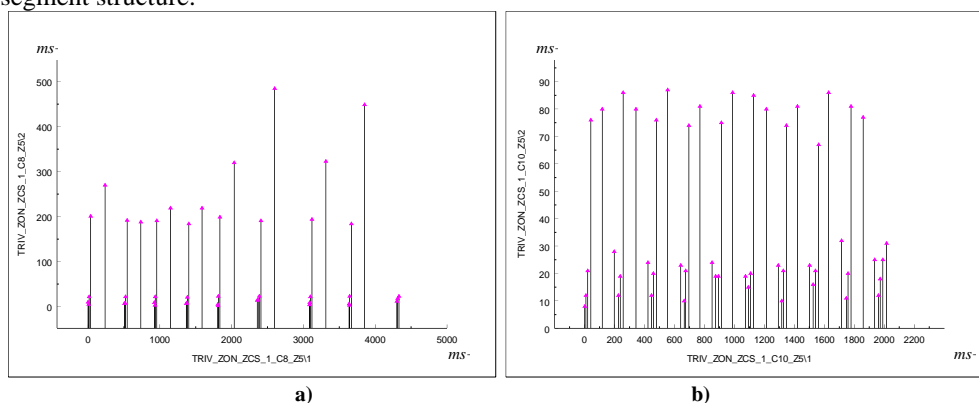 segment structure.
ms-
500
400
300
200
100
0
TRIV_ZON_ZCS_1_C8_Z5\2
0 1000 2000 3000 4000 5000
TRIV_ZON_ZCS_1_C8_Z5\1
ms-
a)
ms-
90
80
70
60
50
40
30
20
10
0
TRIV_ZON_ZCS_1_C10_Z5\2
0 200 400 600 800 1000 1200 1400 1600 1800 2000 2200
TRIV_ZON_ZCS_1_C10_Z5\1
ms-
b)